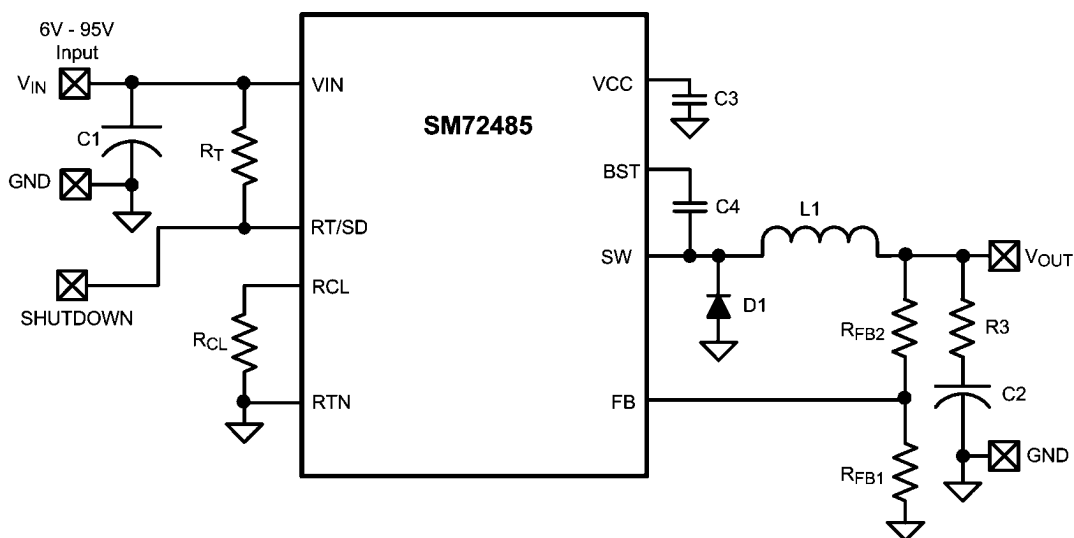 6V - 95V
Input
VIN
C1
GND
RT
SHUTDOWN
RCL
VIN
RT/SD
RCL
RTN
SM72485
VCC
BST
SW
FB
C3
C4
L1
D1
RFB2
RFB1
R3
C2
VOUT
GND